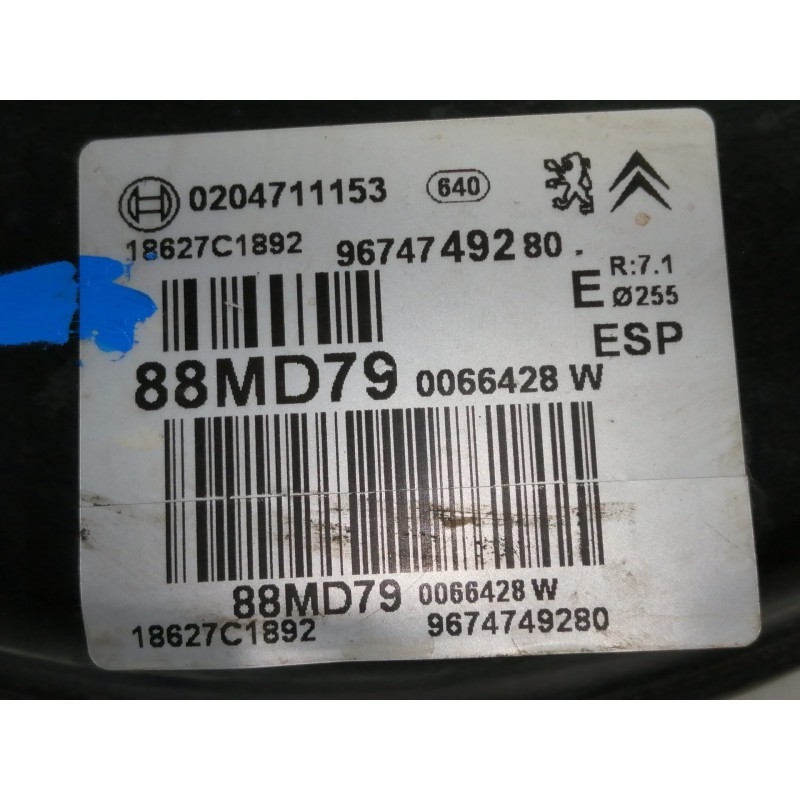 0204711153 640
18627C1892 9674749280.
E R:7.1
Ø255
ESP
88MD79 0066428 W
88MD79 0066428 W
18627C1892 9674749280